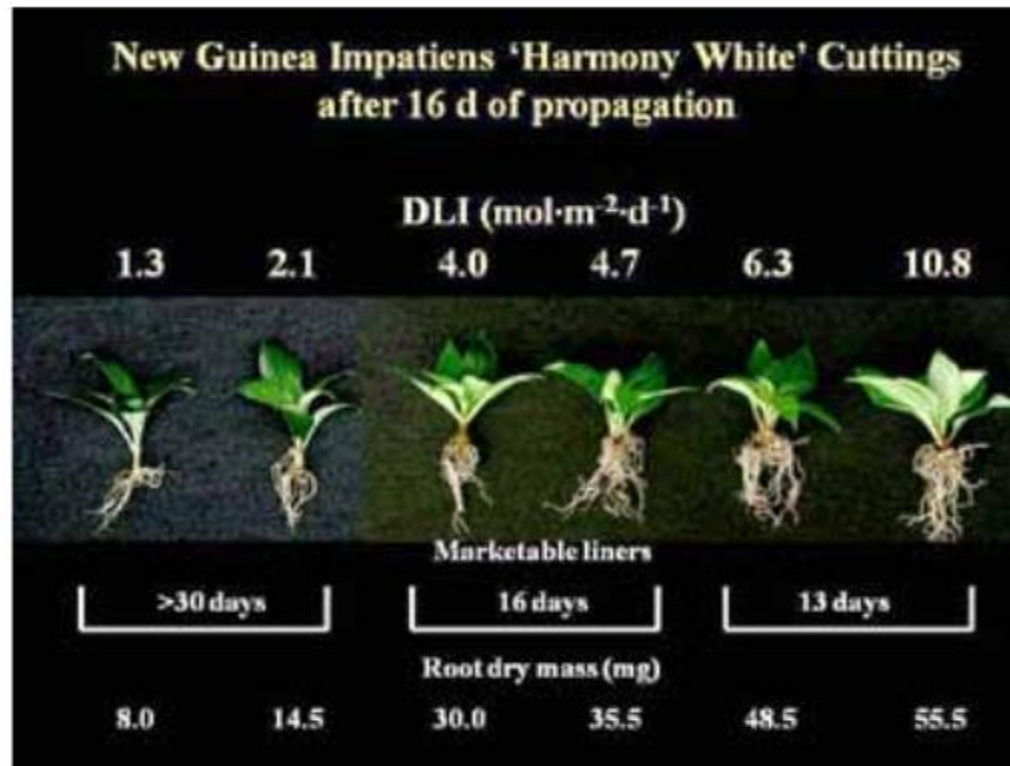 New Guinea Impatiens ‘Harmony White’ Cuttings
after 16 d of propagation
DLI (mol·m⁻²·d⁻¹)
1.3 2.1 4.0 4.7 6.3 10.8
Marketable liners
>30 days 16 days 13 days
Root dry mass (mg)
8.0 14.5 30.0 35.5 48.5 55.5